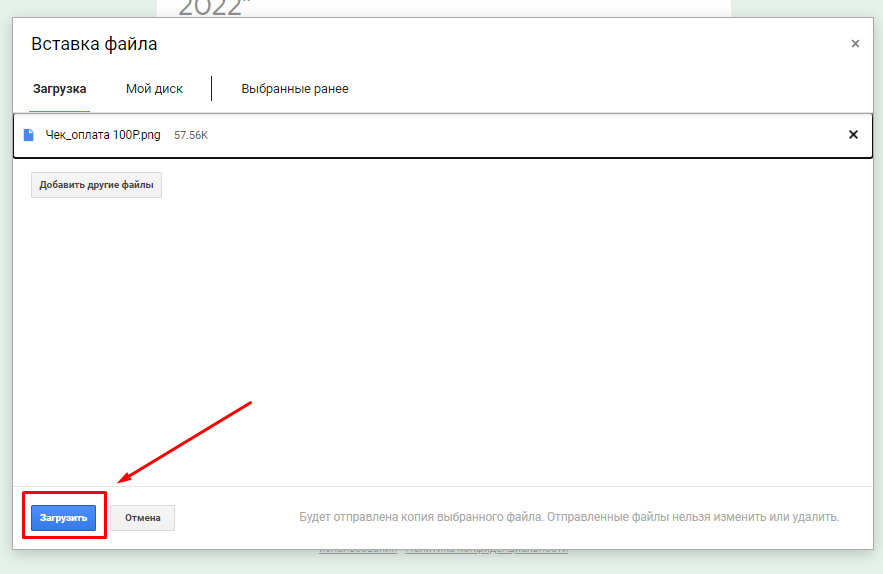 2022"
Вставка файла
Загрузка Мой диск Выбранные ранее
Чек_оплата 100Р.png 57.56K
Добавить другие файлы
Загрузить Отмена Будет отправлена копия выбранного файла. Отправленные файлы нельзя изменить или удалить.